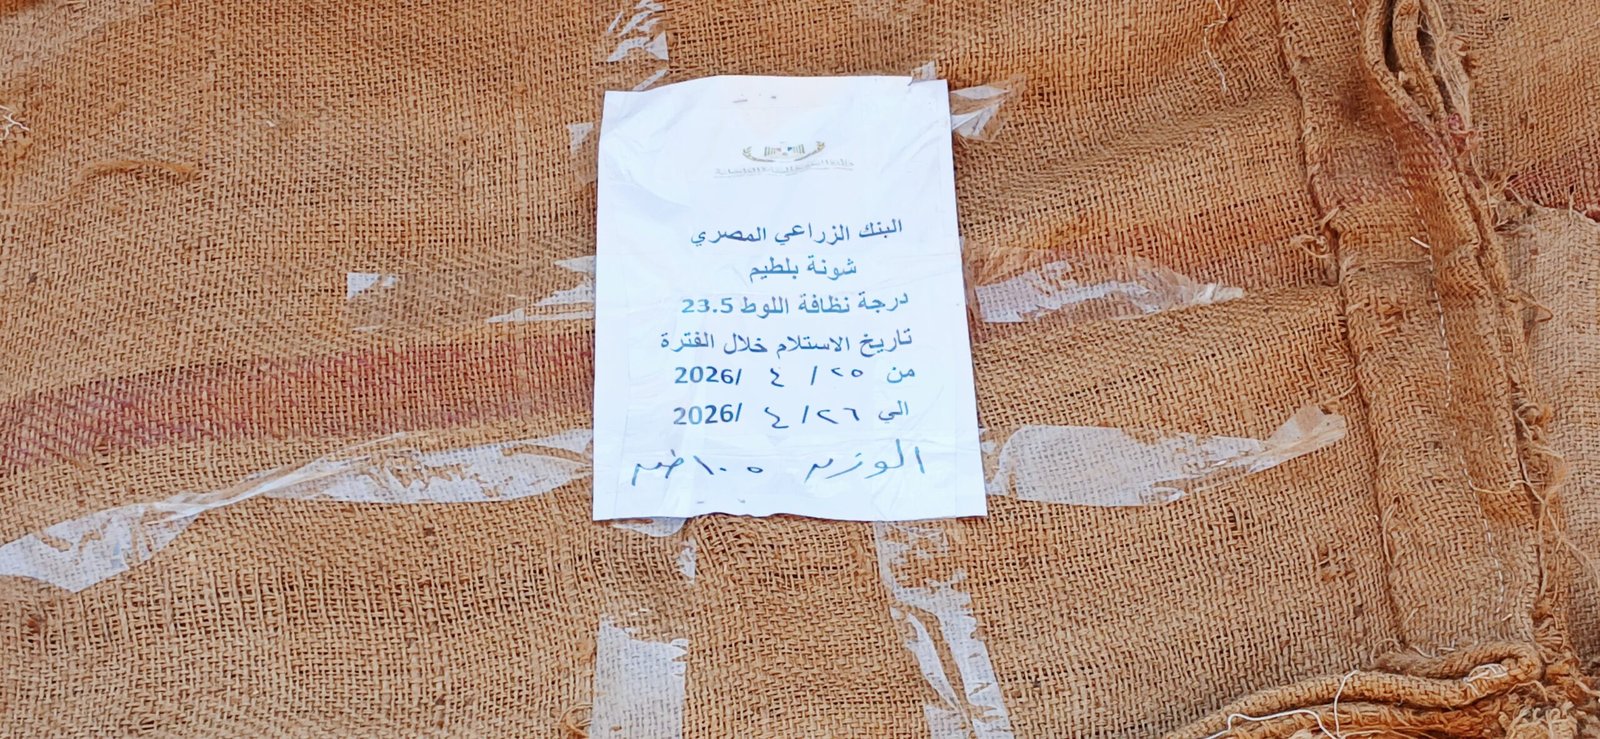 البنك الزراعي المصري
شونة بلطيم
درجة نظافة اللوط 23.5
تاريخ الاستلام خلال الفترة
من ٢٥ / ٤ /2026
الي ٢٦ / ٤ /2026
الوزن ١٠٥ طن